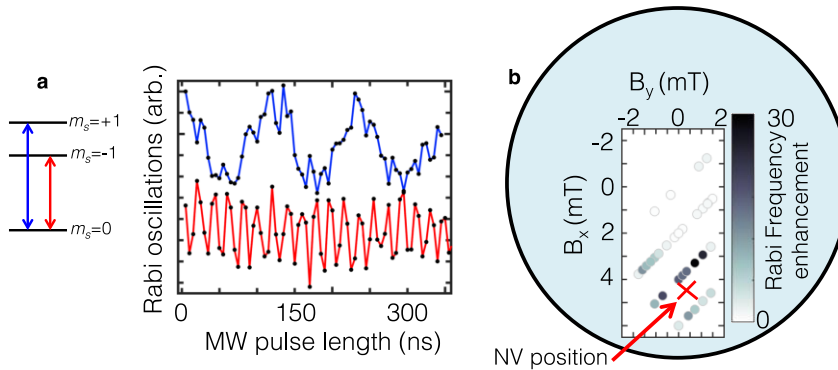 a
m_s=+1
m_s=-1
m_s=0
Rabi oscillations (arb.)
0
150
300
MW pulse length (ns)
b
B_y (mT)
-2
0
2
-2
0
4
B_x (mT)
30
0
Rabi Frequency
enhancement
NV position